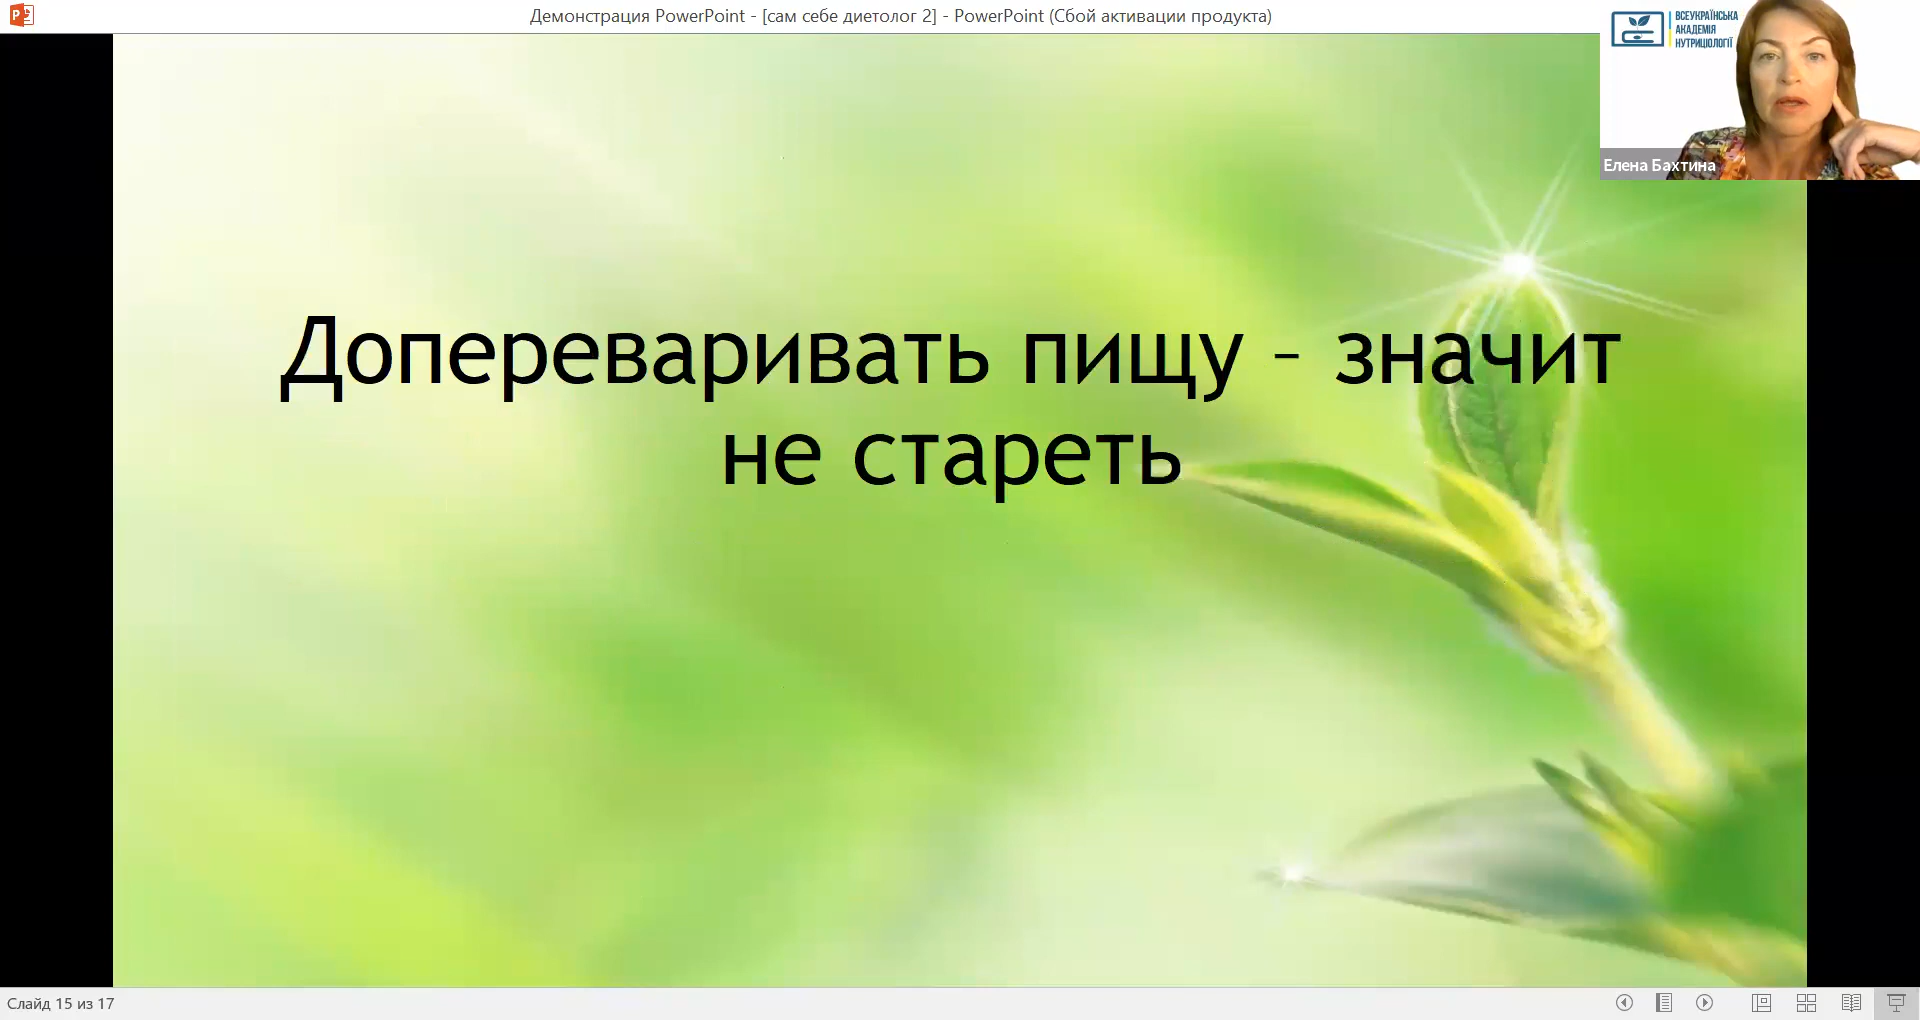 Демонстрация PowerPoint - [сам себе диетолог 2] - PowerPoint (Сбой активации продукта)
ВСЕУКРАЇНСЬКА
АКАДЕМІЯ
НУТРИЦІОЛОГІЇ
Елена Бахтина
Допереваривать пищу – значит
не стареть
Слайд 15 из 17